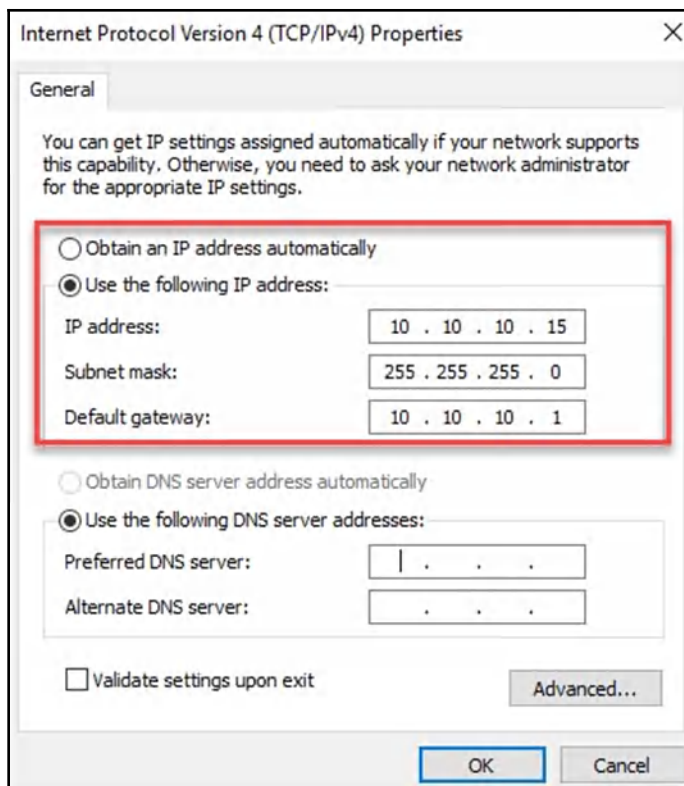 Internet Protocol Version 4 (TCP/IPv4) Properties
General
You can get IP settings assigned automatically if your network supports
this capability. Otherwise, you need to ask your network administrator
for the appropriate IP settings.
Obtain an IP address automatically
Use the following IP address:
IP address: 10 . 10 . 10 . 15
Subnet mask: 255 . 255 . 255 . 0
Default gateway: 10 . 10 . 10 . 1
Obtain DNS server address automatically
Use the following DNS server addresses:
Preferred DNS server: . . .
Alternate DNS server: . . .
Validate settings upon exit
Advanced...
OK Cancel